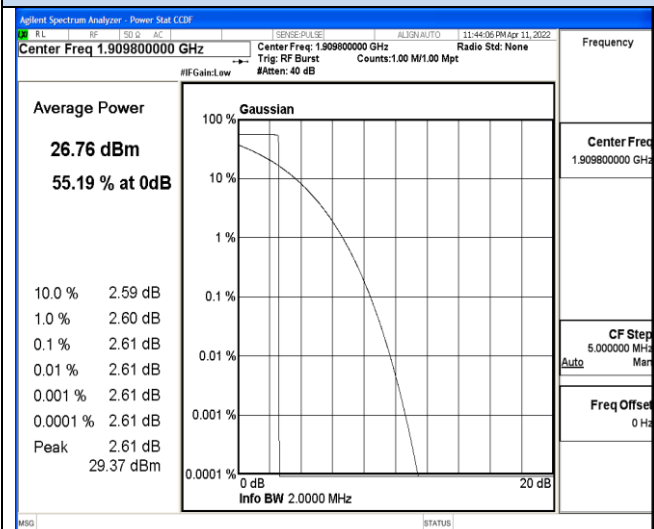 Agilent Spectrum Analyzer - Power Stat CCDF
LXI RL RF 50 Ω AC SENSE:PULSE ALIGN AUTO 11:44:06 PM Apr 11, 2022
Center Freq 1.909800000 GHz
Center Freq: 1.909800000 GHz Radio Std: None
Trig: RF Burst Counts:1.00 M/1.00 Mpt
#IFGain:Low #Atten: 40 dB
Frequency
Average Power
26.76 dBm
55.19 % at 0dB
10.0 % 2.59 dB
1.0 % 2.60 dB
0.1 % 2.61 dB
0.01 % 2.61 dB
0.001 % 2.61 dB
0.0001 % 2.61 dB
Peak 2.61 dB
29.37 dBm
Gaussian
100 %
10 %
1 %
0.1 %
0.01 %
0.001 %
0.0001 %
0 dB 20 dB
Info BW 2.0000 MHz
Center Freq
1.909800000 GHz
CF Step
5.000000 MHz
Auto Man
Freq Offset
0 Hz
MSG STATUS